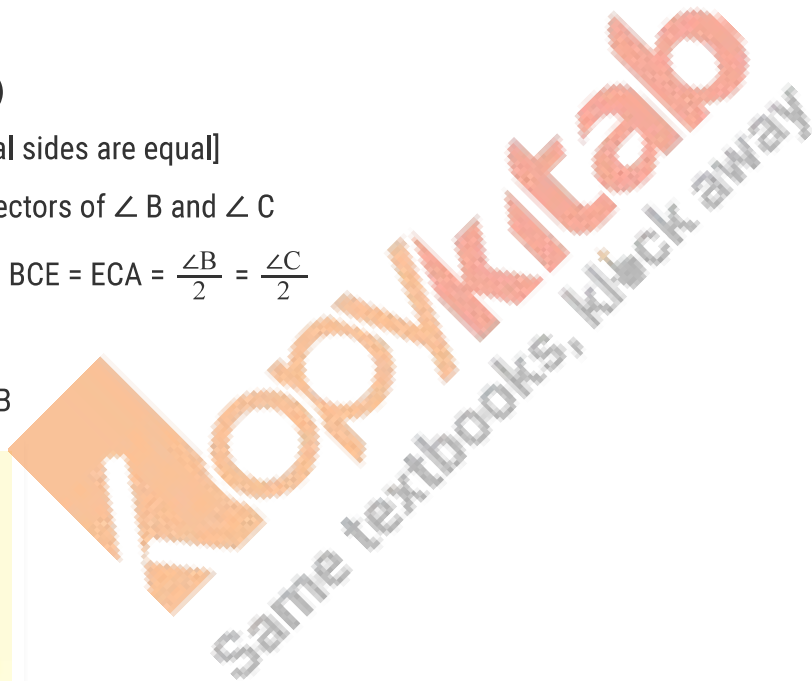 )
al sides are equal]
ectors of ∠ B and ∠ C
BCE = ECA = ∠B/2 = ∠C/2
B
Kopykitab
Same textbooks, klick away